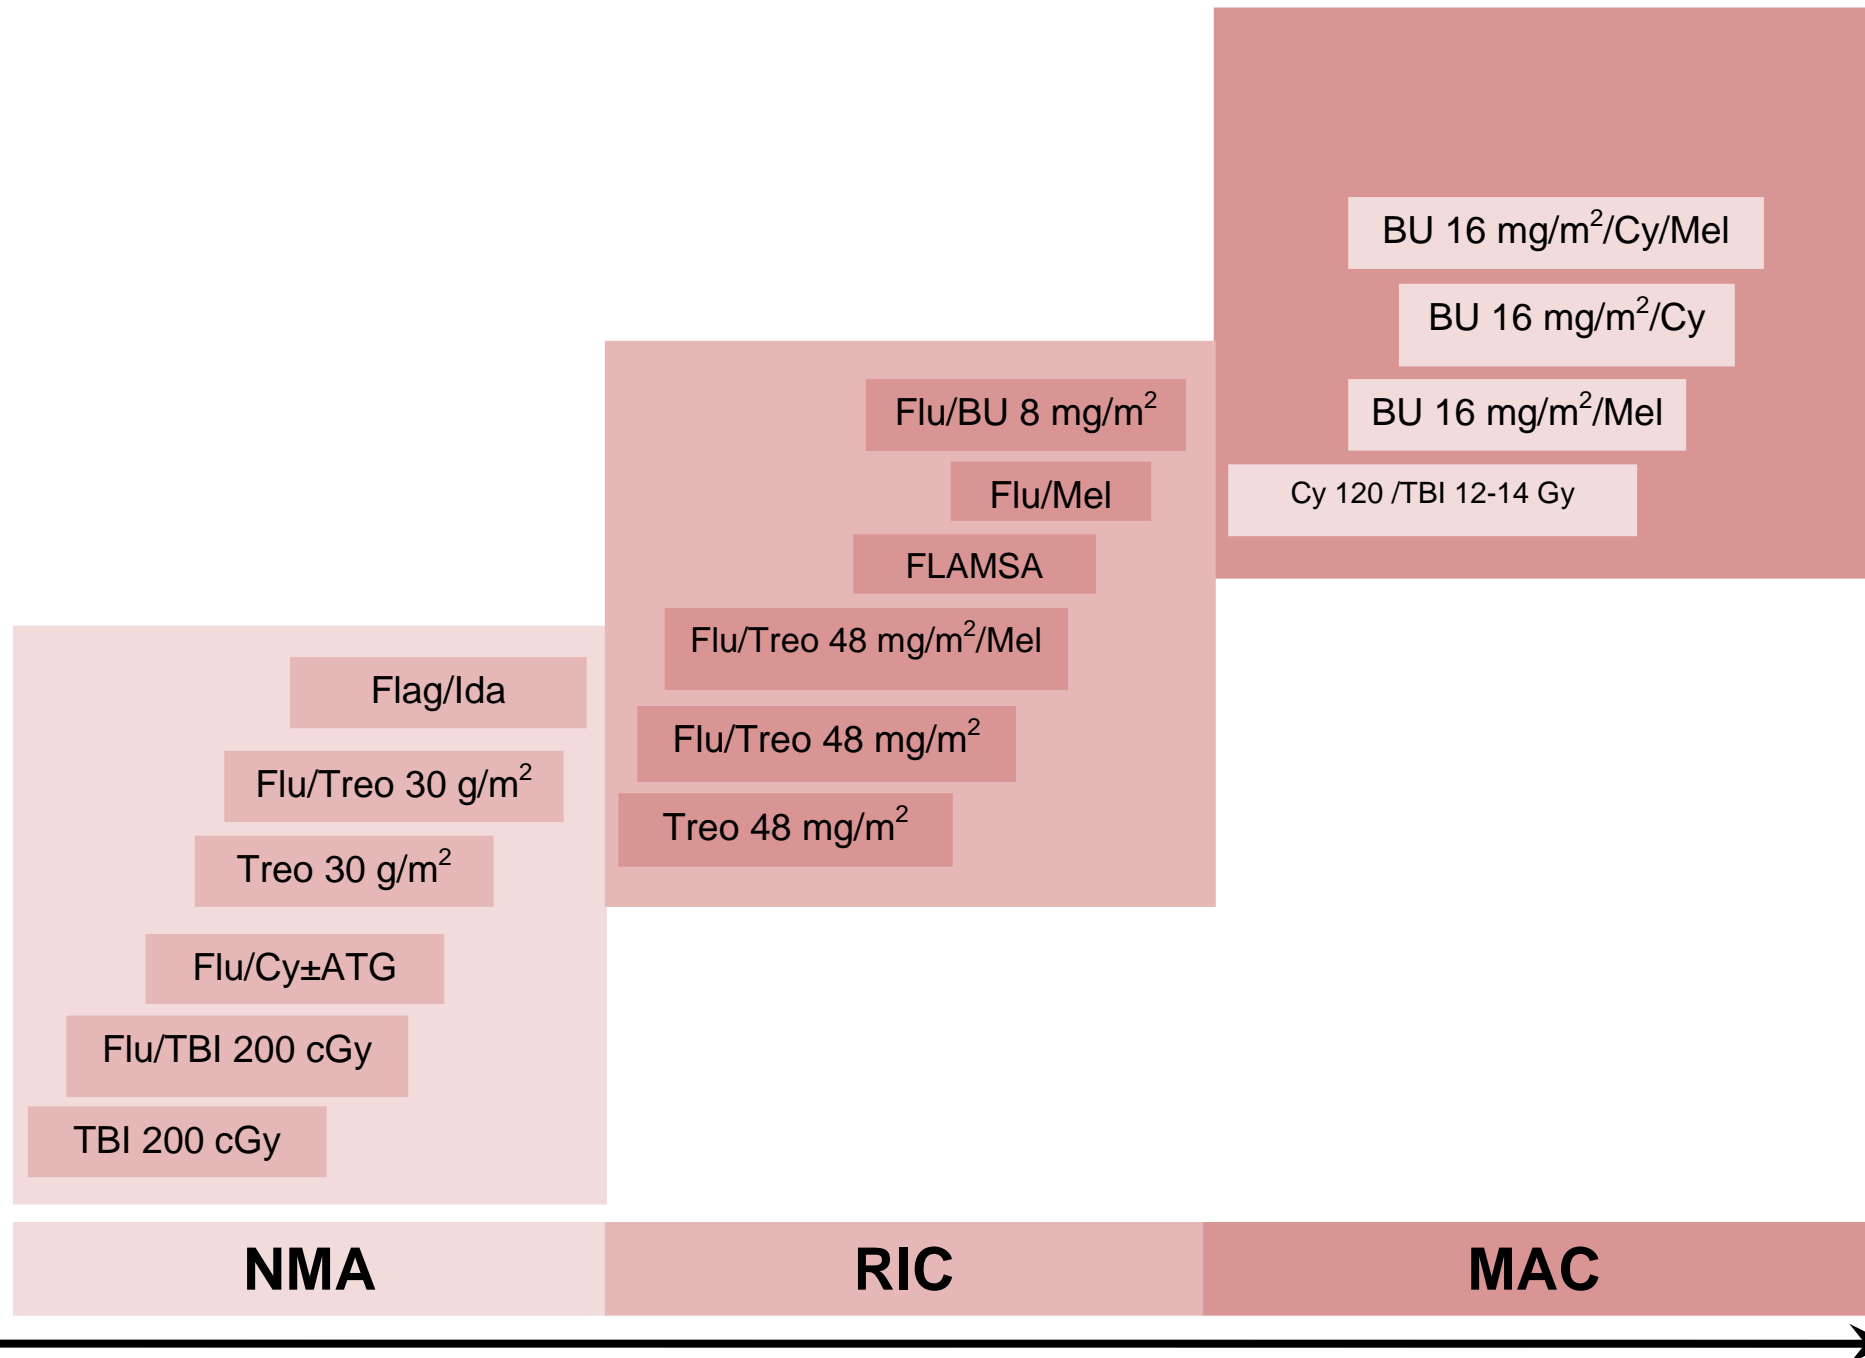 BU 16 mg/m²/Cy/Mel
BU 16 mg/m²/Cy
BU 16 mg/m²/Mel
Cy 120 /TBI 12-14 Gy
Flu/BU 8 mg/m²
Flu/Mel
FLAMSA
Flu/Treo 48 mg/m²/Mel
Flu/Treo 48 mg/m²
Treo 48 mg/m²
Flag/Ida
Flu/Treo 30 g/m²
Treo 30 g/m²
Flu/Cy±ATG
Flu/TBI 200 cGy
TBI 200 cGy
NMA
RIC
MAC